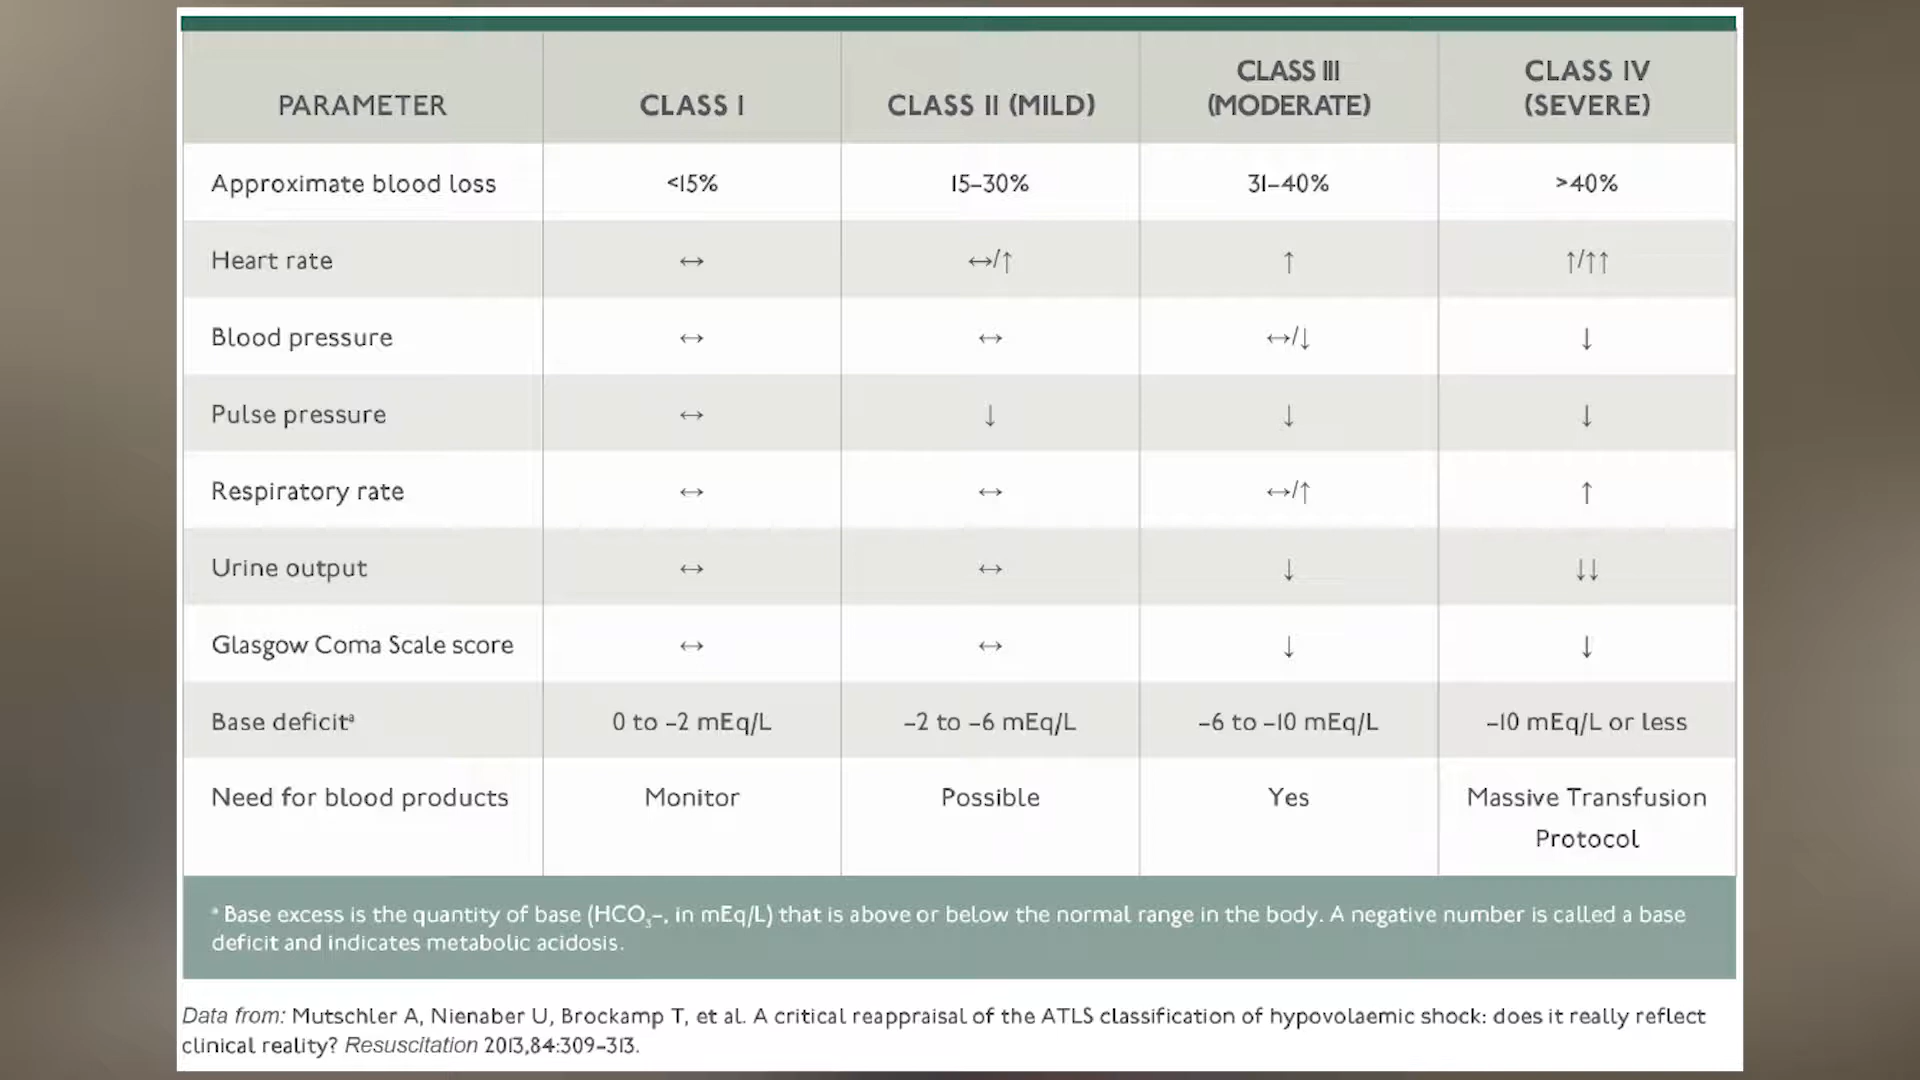 PARAMETER CLASS I CLASS II (MILD) CLASS III (MODERATE) CLASS IV (SEVERE)
Approximate blood loss <15% 15–30% 31–40% >40%
Heart rate ↔ ↔/↑ ↑ ↑/↑↑
Blood pressure ↔ ↔ ↔/↓ ↓
Pulse pressure ↔ ↓ ↓ ↓
Respiratory rate ↔ ↔ ↔/↑ ↑
Urine output ↔ ↔ ↓ ↓↓
Glasgow Coma Scale score ↔ ↔ ↓ ↓
Base deficitᵃ 0 to –2 mEq/L –2 to –6 mEq/L –6 to –10 mEq/L –10 mEq/L or less
Need for blood products Monitor Possible Yes Massive Transfusion Protocol
ᵃ Base excess is the quantity of base (HCO₃–, in mEq/L) that is above or below the normal range in the body. A negative number is called a base
deficit and indicates metabolic acidosis.
Data from: Mutschler A, Nienaber U, Brockamp T, et al. A critical reappraisal of the ATLS classification of hypovolaemic shock: does it really reflect
clinical reality? Resuscitation 2013,84:309–313.